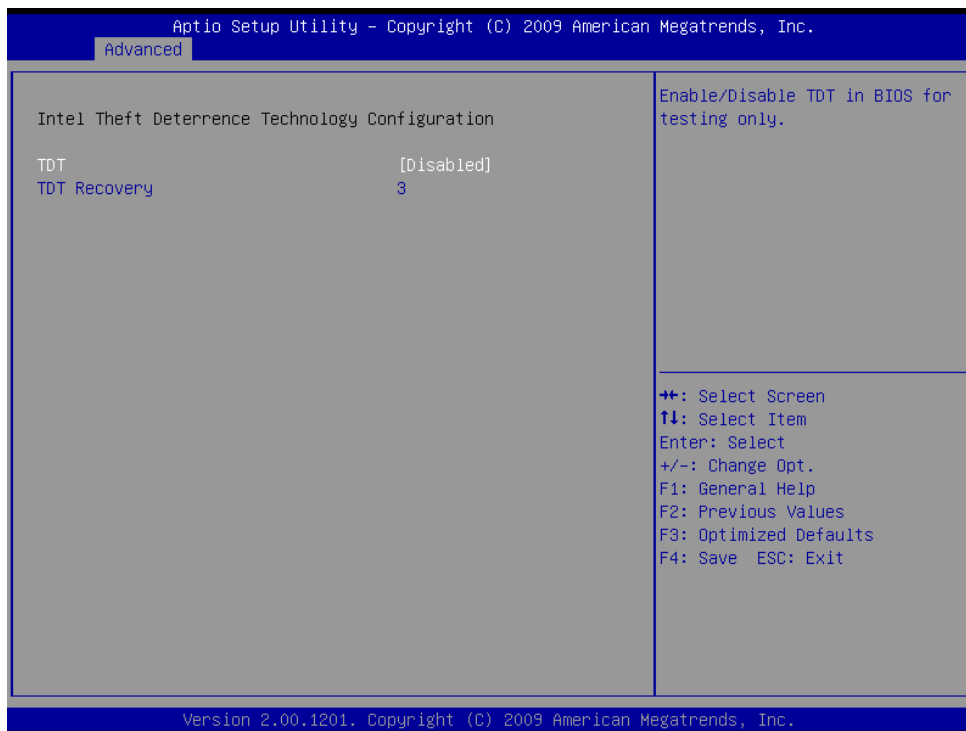 Aptio Setup Utility – Copyright (C) 2009 American Megatrends, Inc.
Advanced
Intel Theft Deterrence Technology Configuration
TDT [Disabled]
TDT Recovery 3
Enable/Disable TDT in BIOS for
testing only.
→←: Select Screen
↑↓: Select Item
Enter: Select
+/-: Change Opt.
F1: General Help
F2: Previous Values
F3: Optimized Defaults
F4: Save ESC: Exit
Version 2.00.1201. Copyright (C) 2009 American Megatrends, Inc.